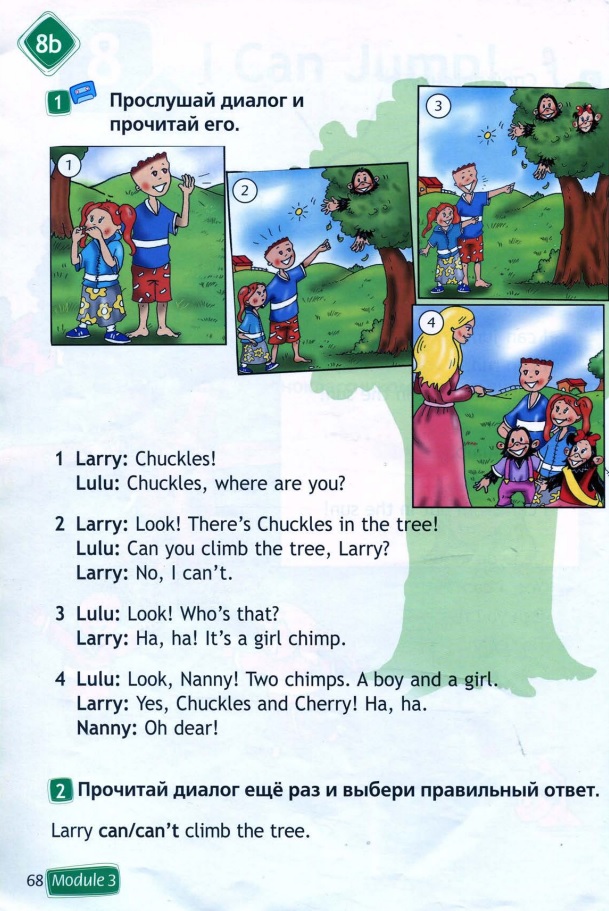 8b
1 Прослушай диалог и
прочитай его.
1
2
3
4
1 Larry: Chuckles!
Lulu: Chuckles, where are you?
2 Larry: Look! There's Chuckles in the tree!
Lulu: Can you climb the tree, Larry?
Larry: No, I can't.
3 Lulu: Look! Who's that?
Larry: Ha, ha! It's a girl chimp.
4 Lulu: Look, Nanny! Two chimps. A boy and a girl.
Larry: Yes, Chuckles and Cherry! Ha, ha.
Nanny: Oh dear!
2 Прочитай диалог ещё раз и выбери правильный ответ.
Larry can/can't climb the tree.
68 Module 3